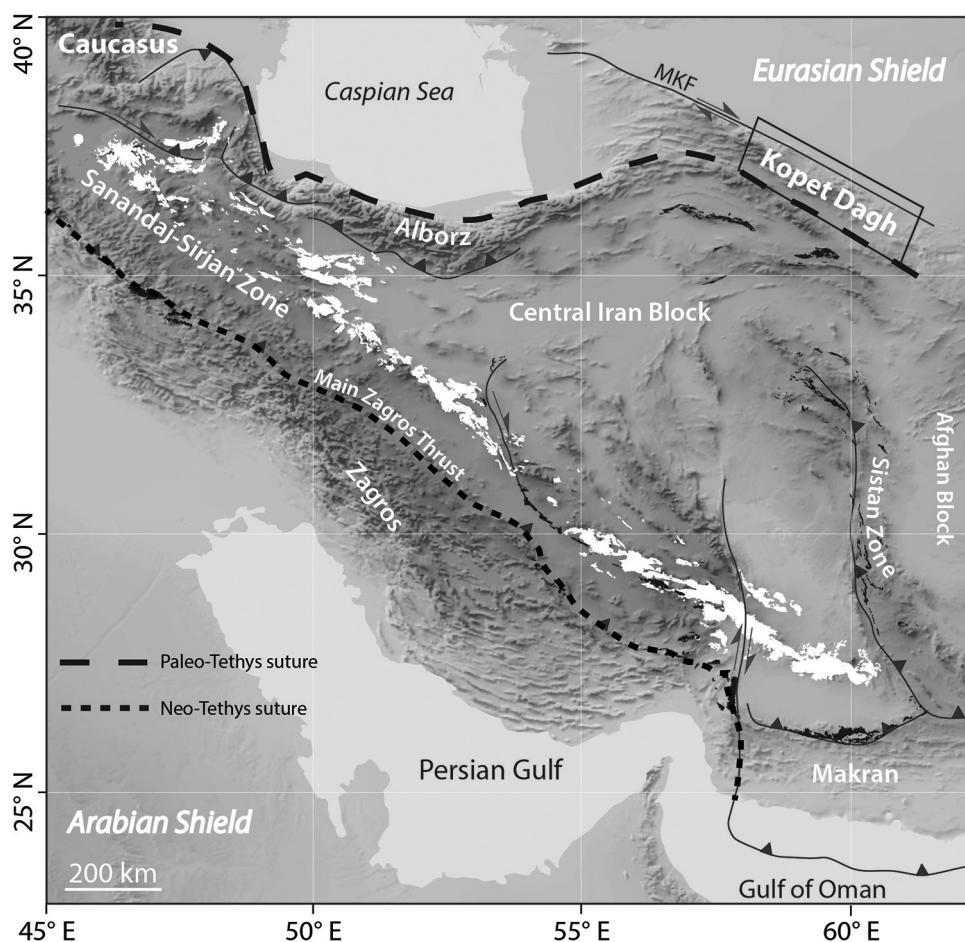 40° N
35° N
30° N
25° N
45° E
50° E
55° E
60° E
Caucasus
Caspian Sea
MKF
Eurasian Shield
Kopet Dagh
Sanandaj-Sirjan Zone
Alborz
Central Iran Block
Main Zagros Thrust
Zagros
Afghan Block
Sistan Zone
Paleo-Tethys suture
Neo-Tethys suture
Persian Gulf
Makran
Arabian Shield
200 km
Gulf of Oman